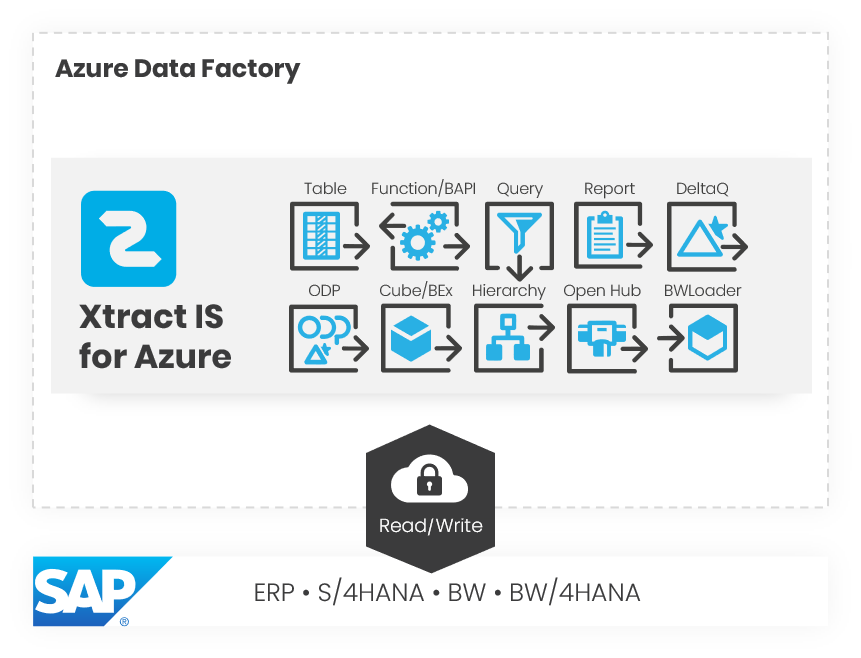 Azure Data Factory
Table Function/BAPI Query Report DeltaQ
ODP Cube/BEx Hierarchy Open Hub BWLoader
Xtract IS
for Azure
Read/Write
SAP ®
ERP • S/4HANA • BW • BW/4HANA